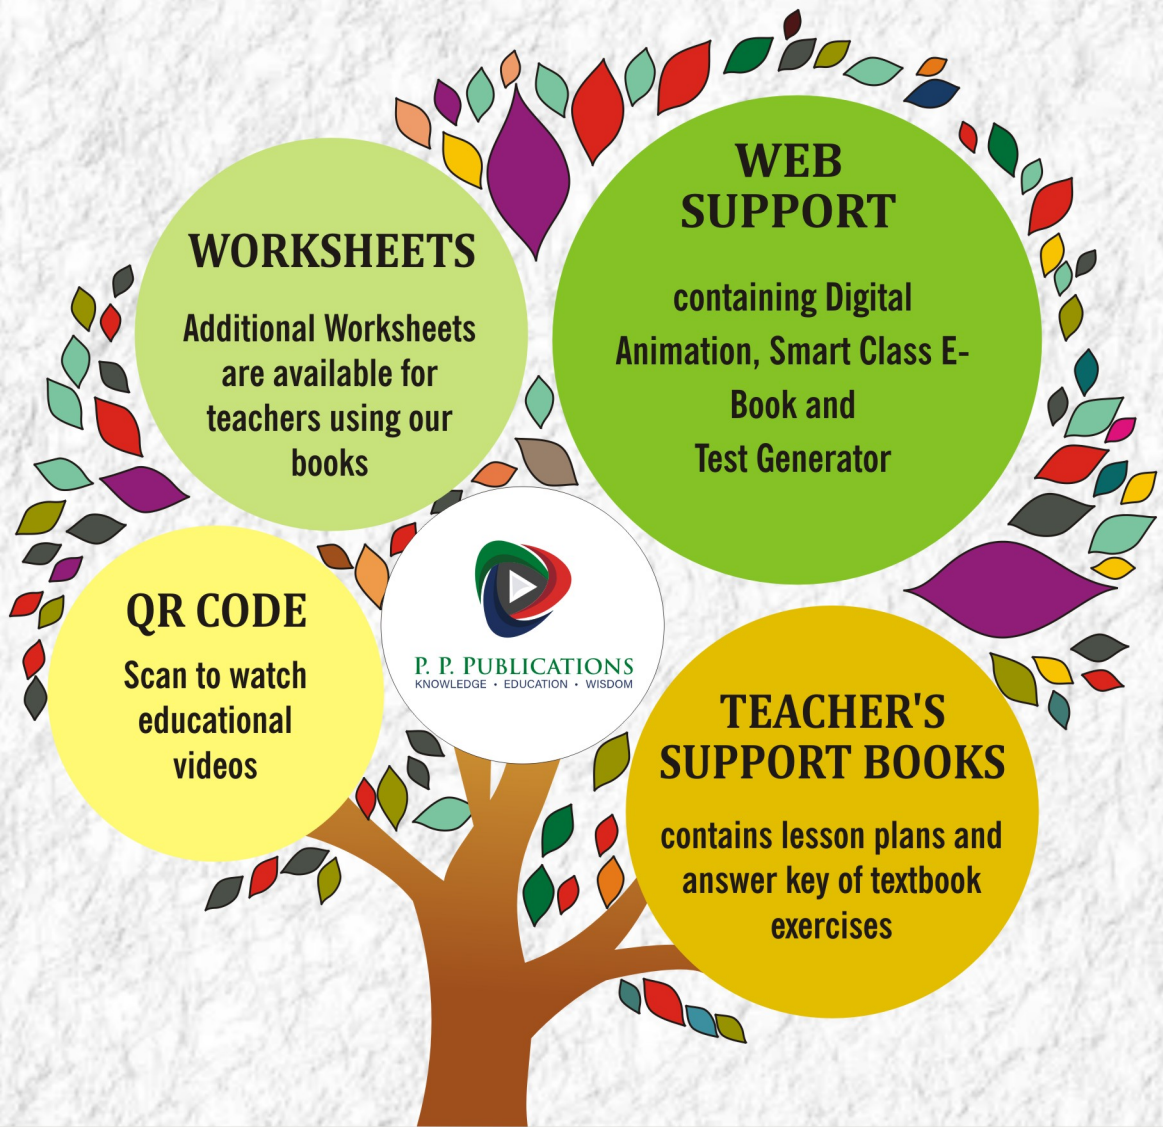 WORKSHEETS
Additional Worksheets
are available for
teachers using our
books
WEB
SUPPORT
containing Digital
Animation, Smart Class E-
Book and
Test Generator
QR CODE
Scan to watch
educational
videos
P. P. PUBLICATIONS
KNOWLEDGE • EDUCATION • WISDOM
TEACHER'S
SUPPORT BOOKS
contains lesson plans and
answer key of textbook
exercises